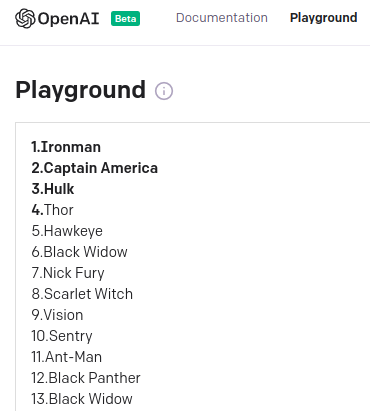 OpenAI Beta Documentation Playground
Playground
1.Ironman
2.Captain America
3.Hulk
4.Thor
5.Hawkeye
6.Black Widow
7.Nick Fury
8.Scarlet Witch
9.Vision
10.Sentry
11.Ant-Man
12.Black Panther
13.Black Widow